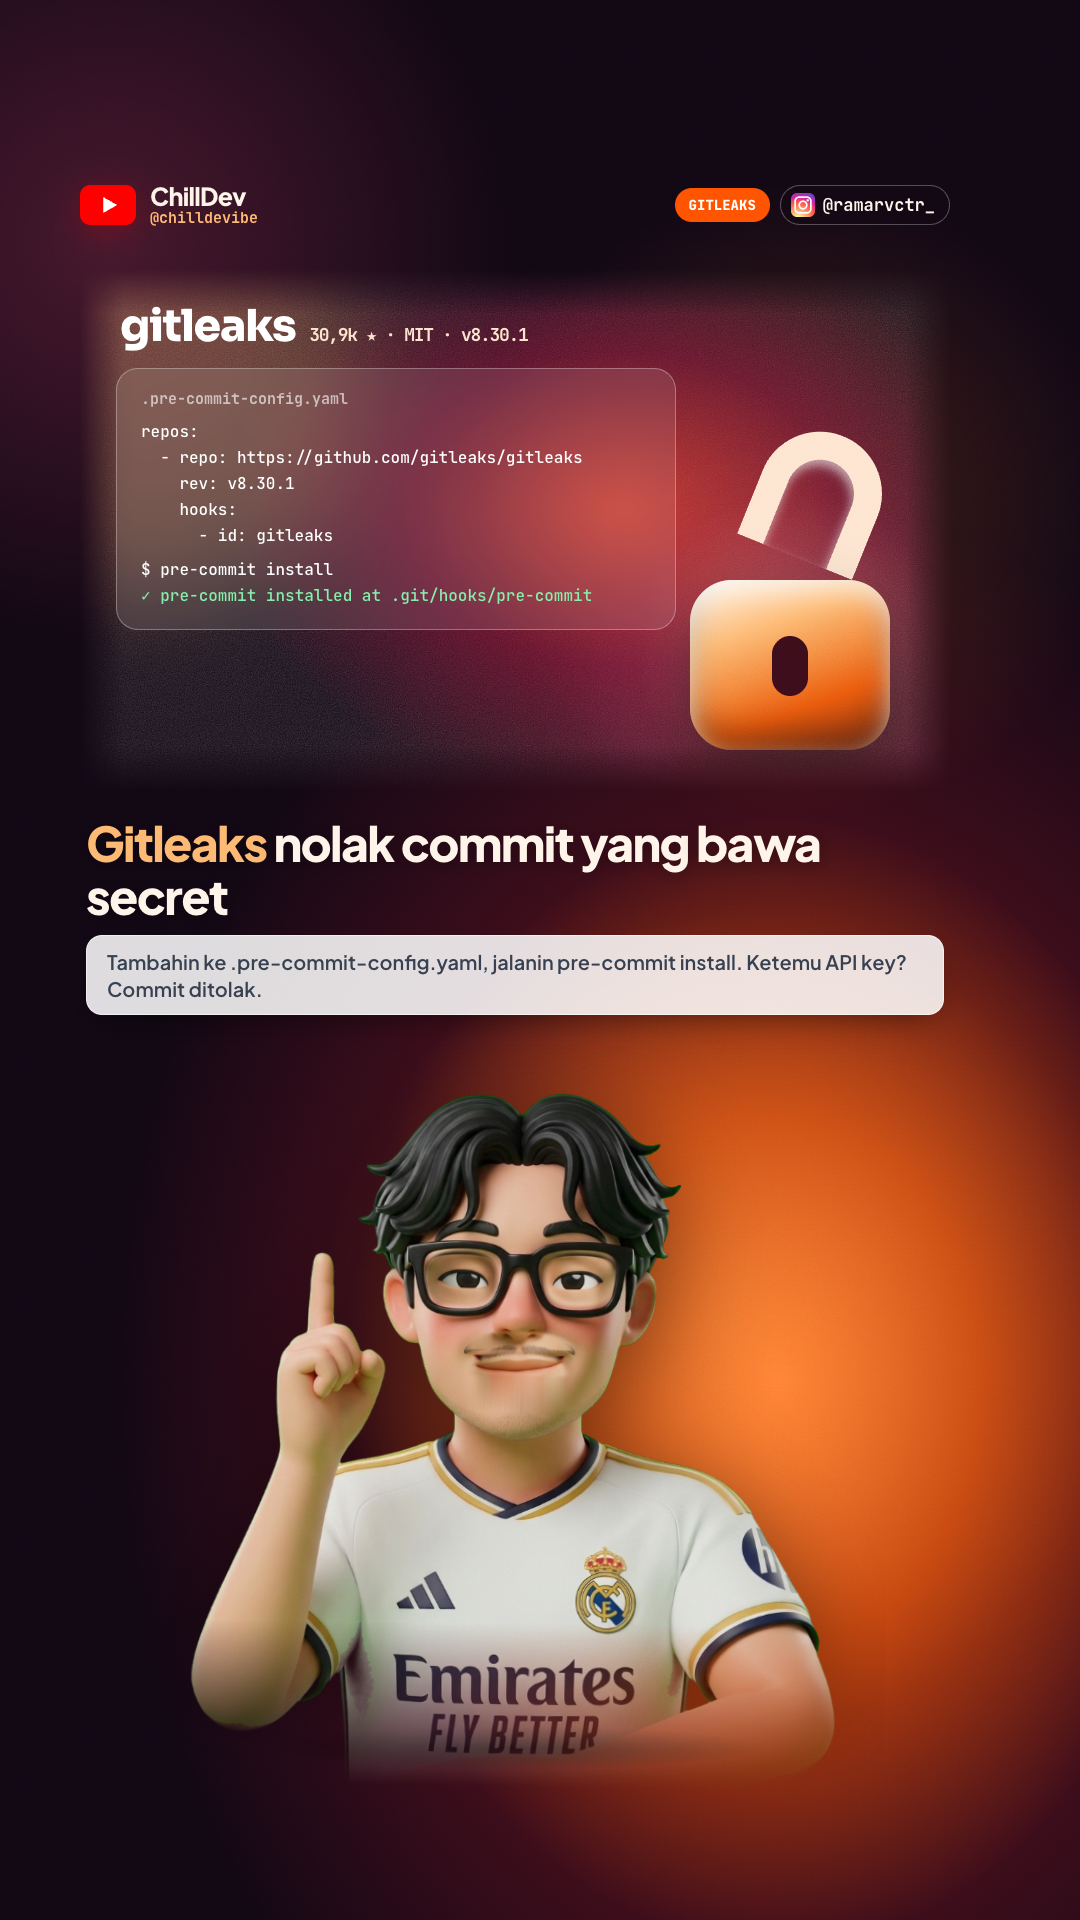 ChillDev
@chilldevibe
GITLEAKS
@ramarvctr_
gitleaks 30,9k ★ · MIT · v8.30.1
.pre-commit-config.yaml
repos:
  - repo: https://github.com/gitleaks/gitleaks
    rev: v8.30.1
    hooks:
      - id: gitleaks
$ pre-commit install
✓ pre-commit installed at .git/hooks/pre-commit
Gitleaks nolak commit yang bawa
secret
Tambahin ke .pre-commit-config.yaml, jalanin pre-commit install. Ketemu API key?
Commit ditolak.
Emirates
FLY BETTER